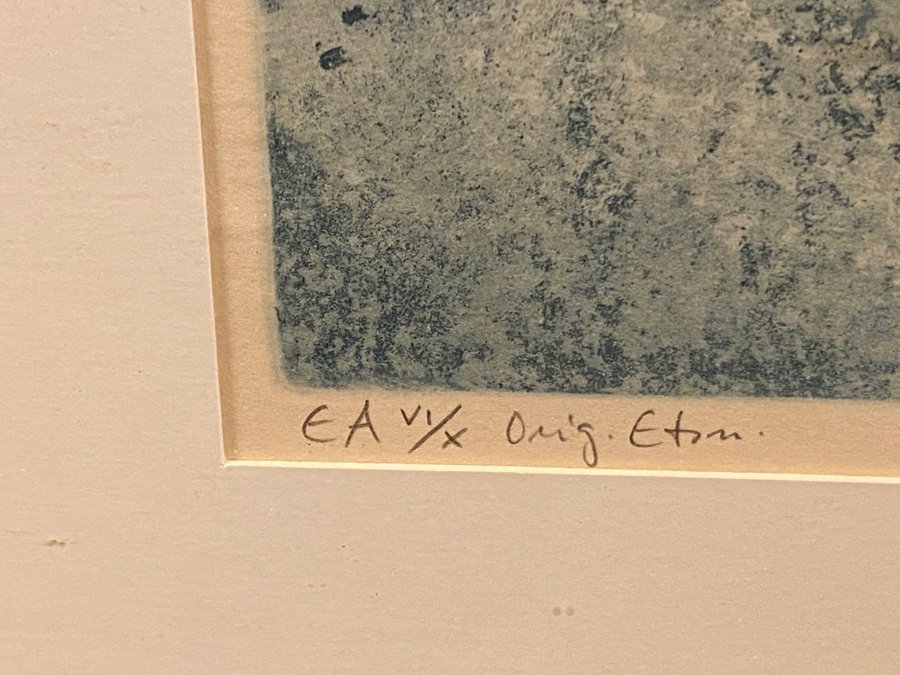 EA VI/X Orig. Etsn.